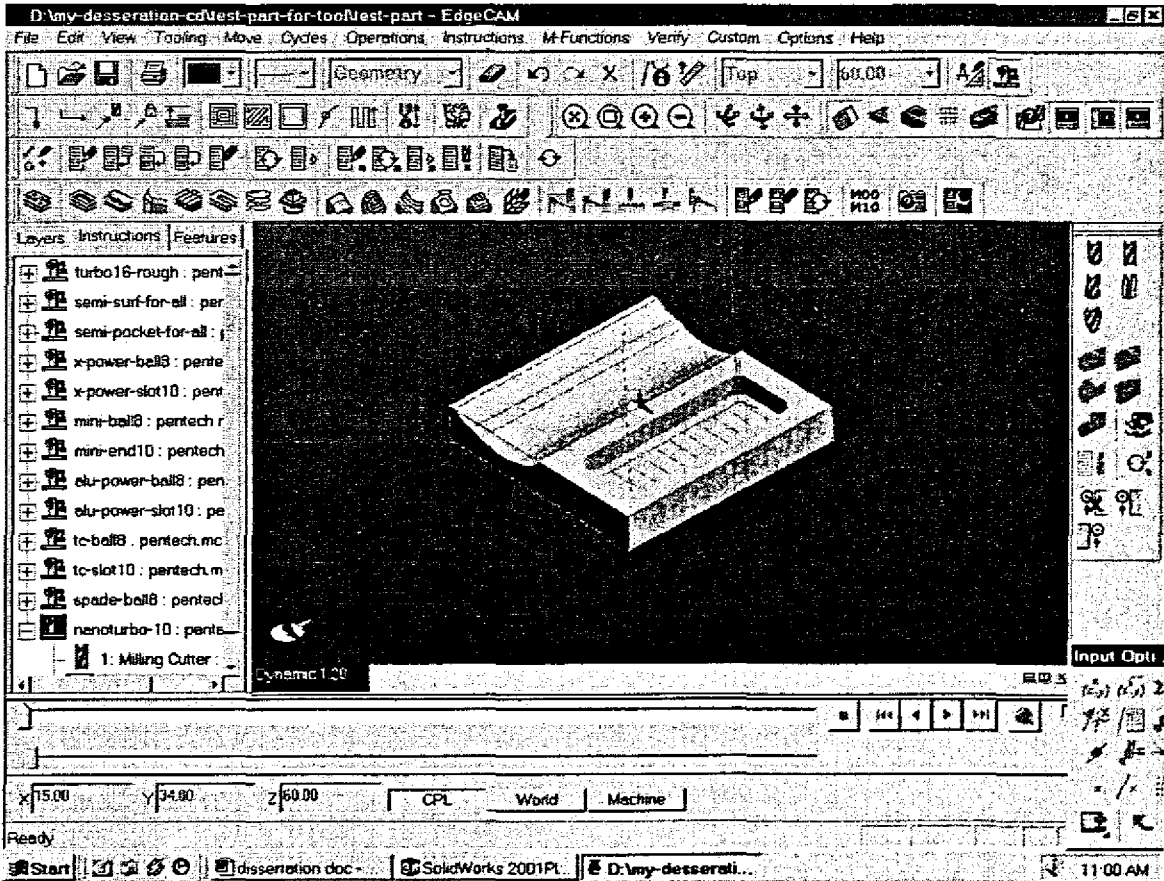 D:\my-desseration-cd\test-part-for-tool\test-part - EdgeCAM
File Edit View Tooling Move Cycles Operations Instructions M-Functions Verify Custom Options Help
Geometry Top 60.00
M00
M10
Layers Instructions Features
turbo16-rough : pent
semi-surf-for-all : per
semi-pocket-for-all :
x-power-ball8 : pente
x-power-slot10 : pent
mini-ball8 : pentech r
mini-end10 : pentech
alu-power-ball8 : pen
alu-power-slot10 : pe
tc-ball8 : pentech.mc
tc-slot10 : pentech.m
spade-ball8 : pentecl
nanoturbo-10 : pente
1: Milling Cutter :
Dynamic 1.20
Input Opti
X 15.00 Y 34.60 Z 60.00 CPL World Machine
Ready
Start dissertation doc - ... SolidWorks 2001Pl... D:\my-desserati... 11:00 AM